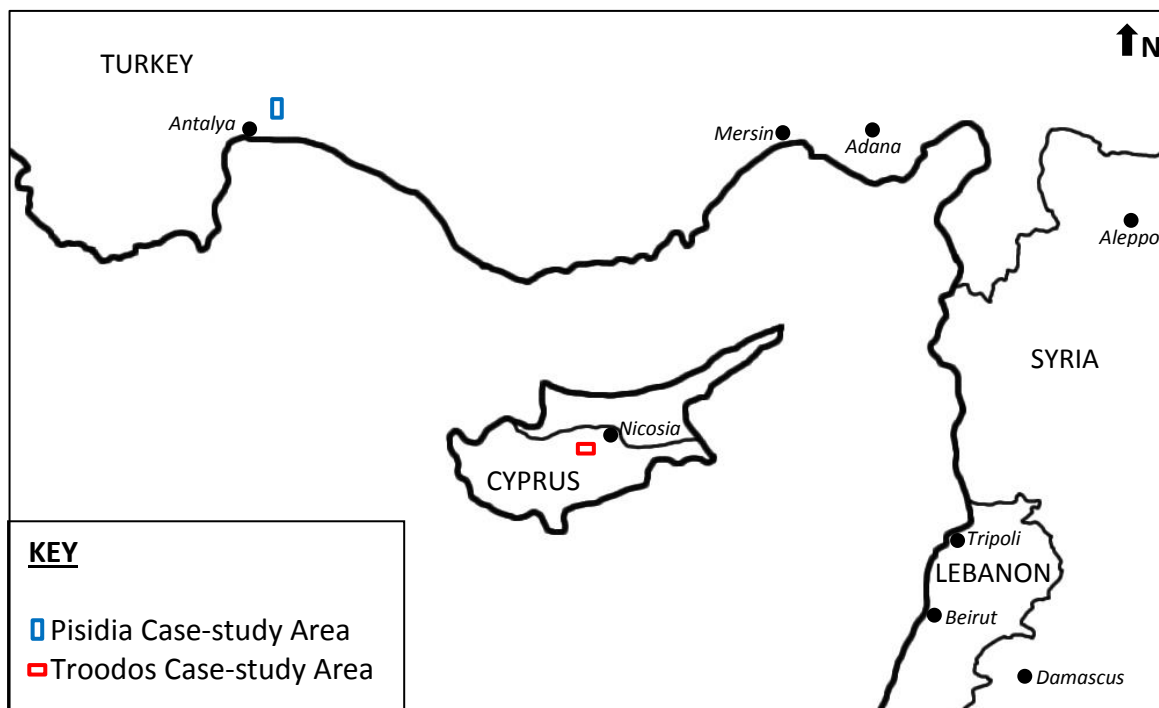 N
TURKEY
Antalya
Mersin
Adana
Aleppo
SYRIA
Nicosia
CYPRUS
Tripoli
LEBANON
Beirut
Damascus
KEY
Pisidia Case-study Area
Troodos Case-study Area